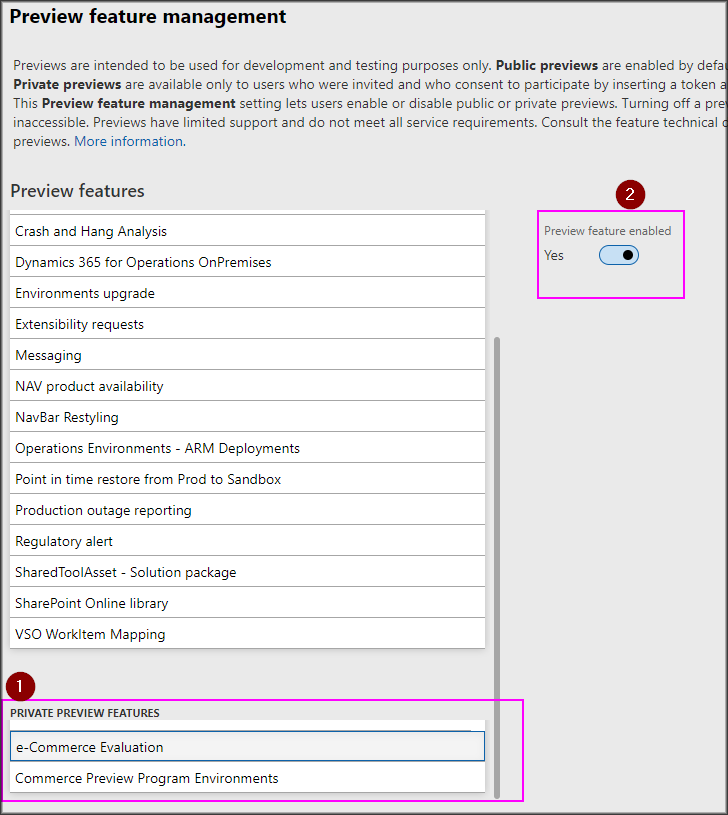 Preview feature management
Previews are intended to be used for development and testing purposes only. Public previews are enabled by defa
Private previews are available only to users who were invited and who consent to participate by inserting a token a
This Preview feature management setting lets users enable or disable public or private previews. Turning off a pre
inaccessible. Previews have limited support and do not meet all service requirements. Consult the feature technical
previews. More information.
Preview features
2
Preview feature enabled
Yes
Crash and Hang Analysis
Dynamics 365 for Operations OnPremises
Environments upgrade
Extensibility requests
Messaging
NAV product availability
NavBar Restyling
Operations Environments - ARM Deployments
Point in time restore from Prod to Sandbox
Production outage reporting
Regulatory alert
SharedToolAsset - Solution package
SharePoint Online library
VSO WorkItem Mapping
1
PRIVATE PREVIEW FEATURES
e-Commerce Evaluation
Commerce Preview Program Environments